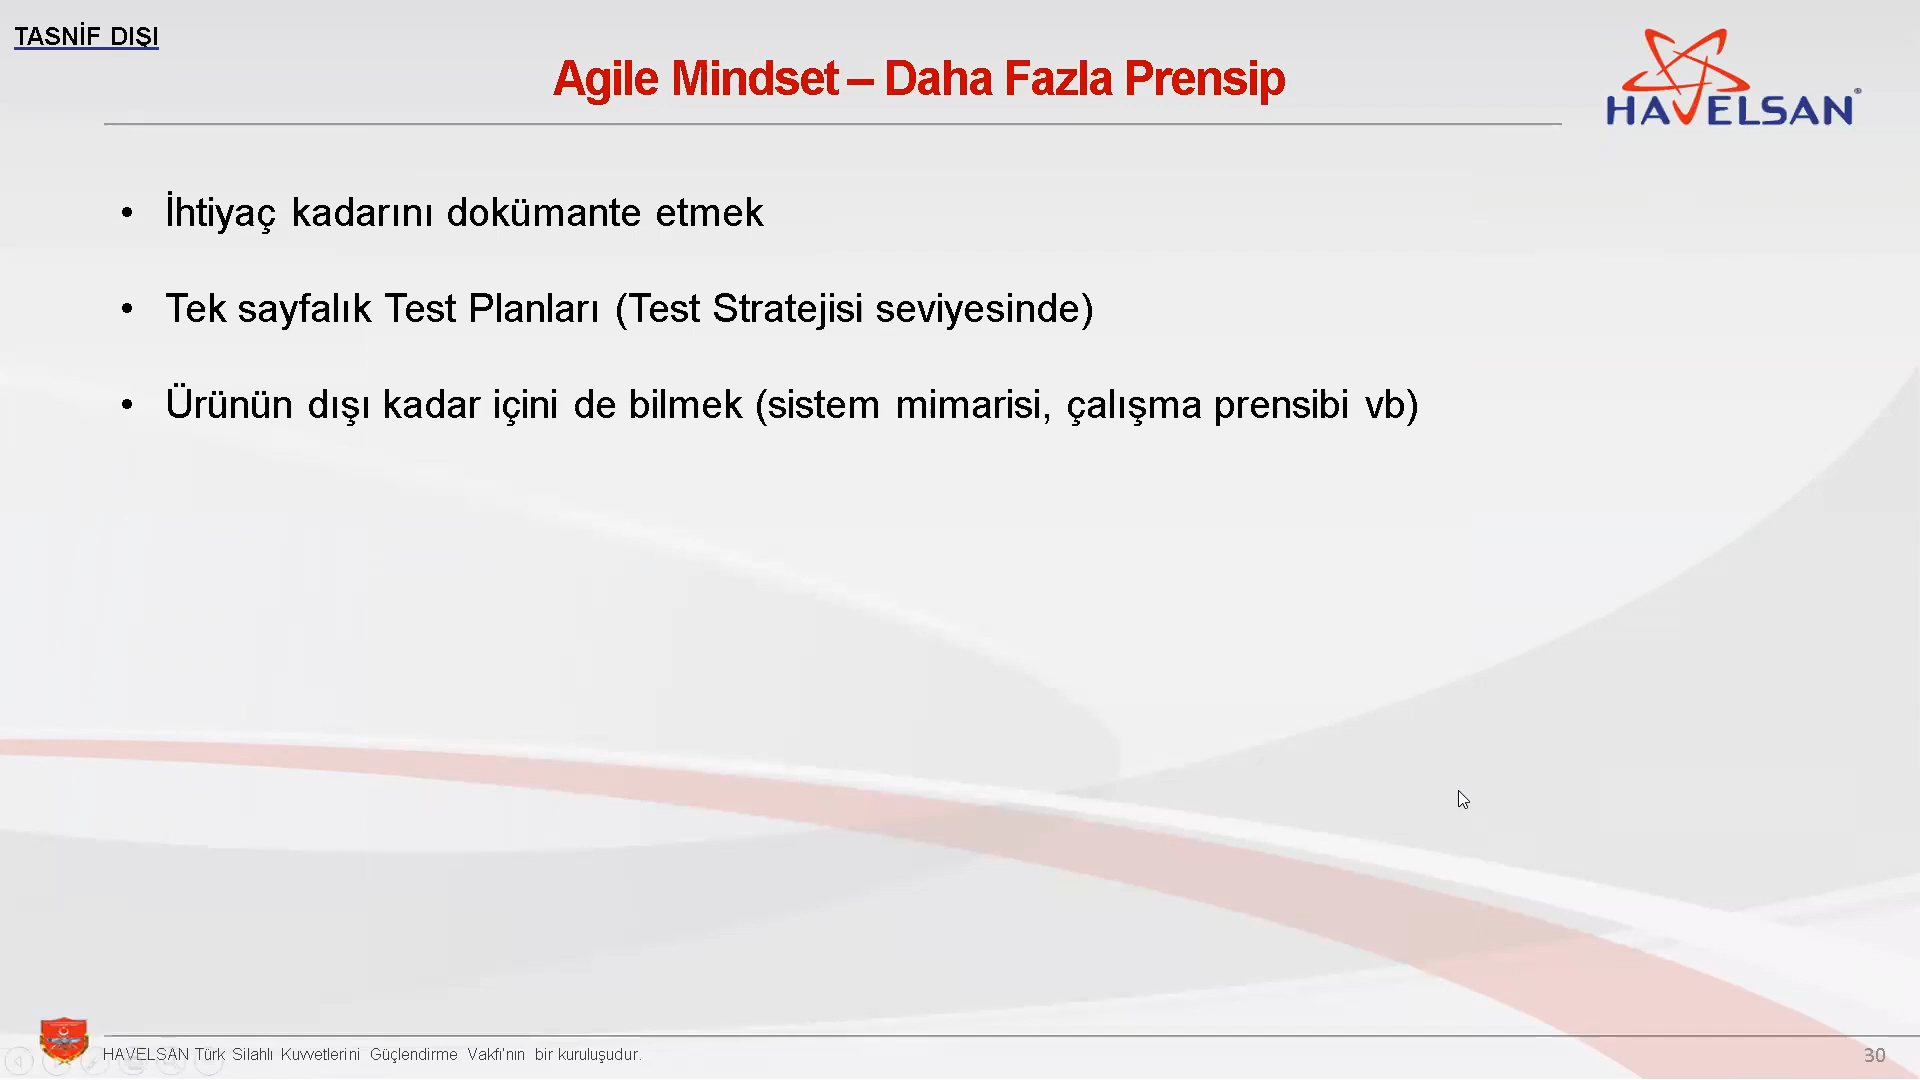 TASNİF DIŞI
Agile Mindset – Daha Fazla Prensip
HAVELSAN®
• İhtiyaç kadarını dokümante etmek
• Tek sayfalık Test Planları (Test Stratejisi seviyesinde)
• Ürünün dışı kadar içini de bilmek (sistem mimarisi, çalışma prensibi vb)
HAVELSAN Türk Silahlı Kuvvetlerini Güçlendirme Vakfı'nın bir kuruluşudur.
30